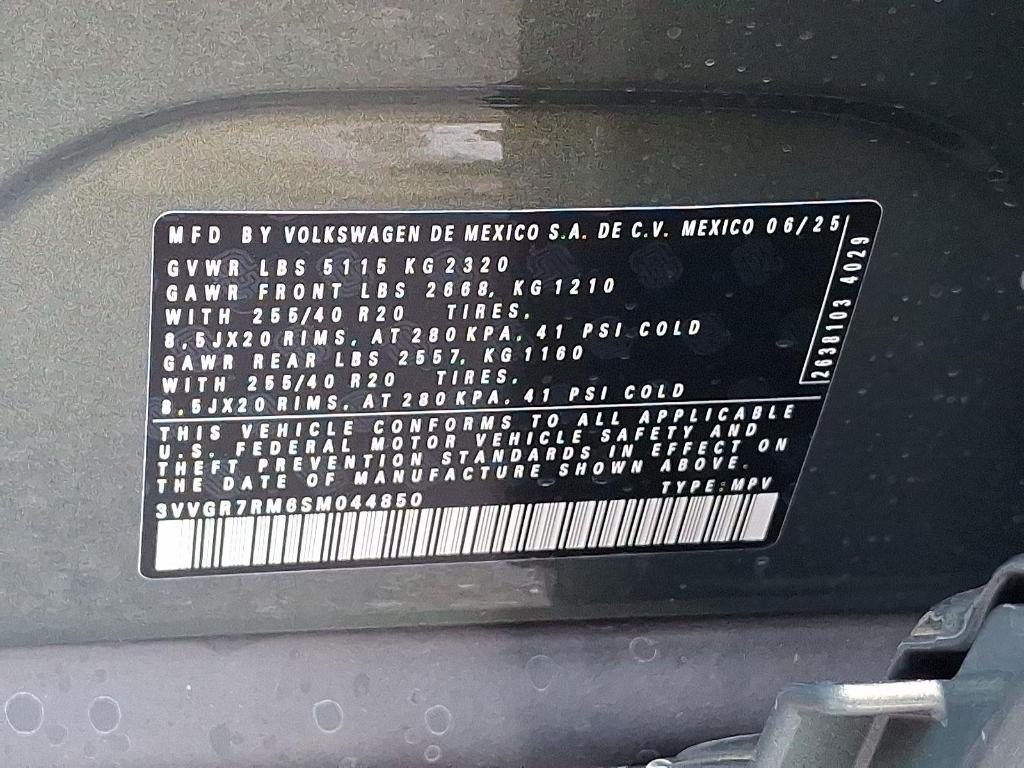 MFD BY VOLKSWAGEN DE MEXICO S.A. DE C.V. MEXICO 06/25
GVWR LBS 5115 KG 2320
GAWR FRONT LBS 2668, KG 1210
WITH 255/40 R20 TIRES,
8,5JX20 RIMS, AT 280 KPA, 41 PSI COLD
GAWR REAR LBS 2557, KG 1160
WITH 255/40 R20 TIRES,
8,5JX20 RIMS, AT 280 KPA, 41 PSI COLD
THIS VEHICLE CONFORMS TO ALL APPLICABLE
U.S. FEDERAL MOTOR VEHICLE SAFETY AND
THEFT PREVENTION STANDARDS IN EFFECT ON
THE DATE OF MANUFACTURE SHOWN ABOVE.
TYPE: MPV
3VVGR7RM6SM044850
2638103 4029